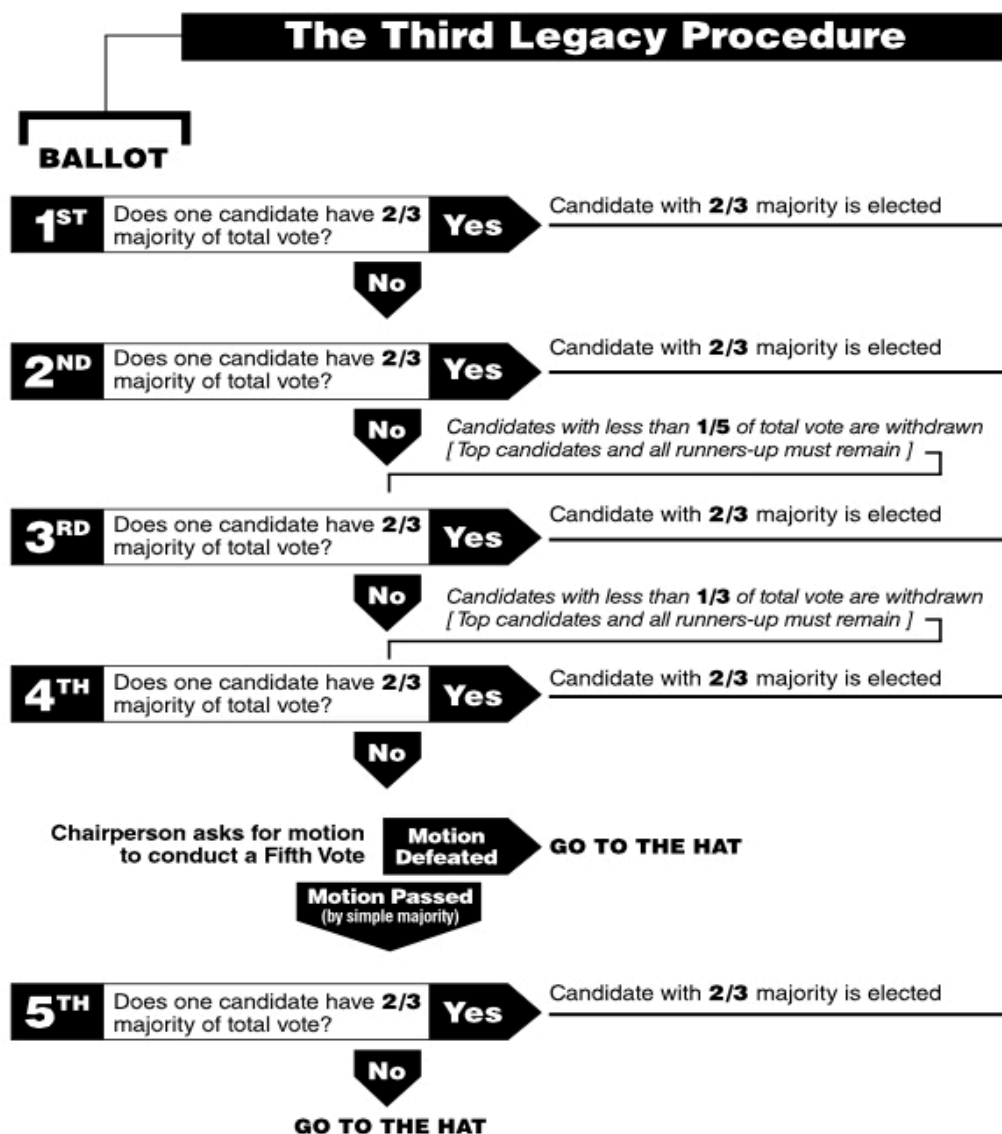 The Third Legacy Procedure
BALLOT
1ST
Does one candidate have 2/3
majority of total vote?
Yes
Candidate with 2/3 majority is elected
No
2ND
Does one candidate have 2/3
majority of total vote?
Yes
Candidate with 2/3 majority is elected
No
Candidates with less than 1/5 of total vote are withdrawn
[ Top candidates and all runners-up must remain ]
3RD
Does one candidate have 2/3
majority of total vote?
Yes
Candidate with 2/3 majority is elected
No
Candidates with less than 1/3 of total vote are withdrawn
[ Top candidates and all runners-up must remain ]
4TH
Does one candidate have 2/3
majority of total vote?
Yes
Candidate with 2/3 majority is elected
No
Chairperson asks for motion
to conduct a Fifth Vote
Motion
Defeated
GO TO THE HAT
Motion Passed
(by simple majority)
5TH
Does one candidate have 2/3
majority of total vote?
Yes
Candidate with 2/3 majority is elected
No
GO TO THE HAT